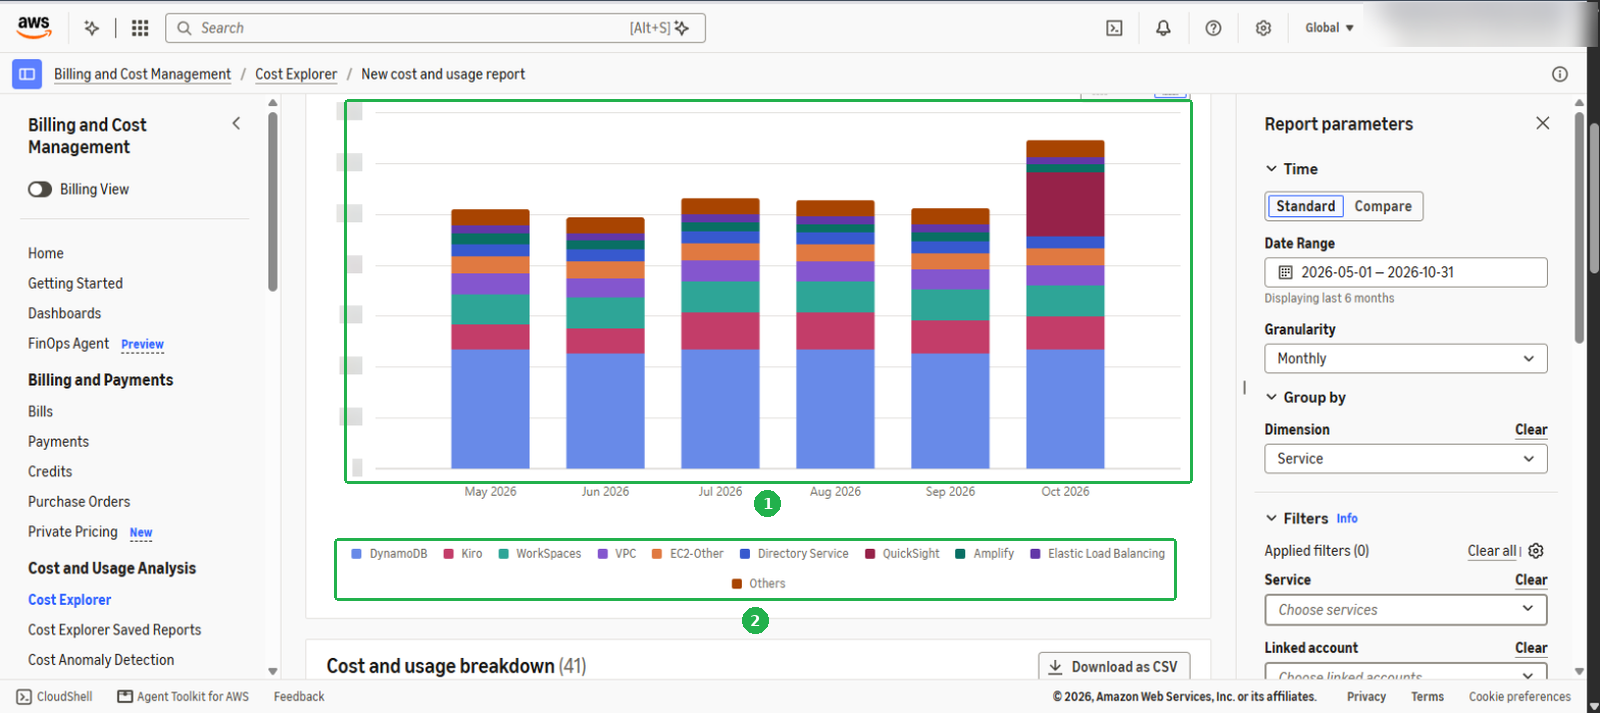 aws
Search [Alt+S]
Global
Billing and Cost Management / Cost Explorer / New cost and usage report
Billing and Cost
Management
Billing View
Home
Getting Started
Dashboards
FinOps Agent Preview
Billing and Payments
Bills
Payments
Credits
Purchase Orders
Private Pricing New
Cost and Usage Analysis
Cost Explorer
Cost Explorer Saved Reports
Cost Anomaly Detection
May 2026 Jun 2026 Jul 2026 Aug 2026 Sep 2026 Oct 2026
1
DynamoDB Kiro WorkSpaces VPC EC2-Other Directory Service QuickSight Amplify Elastic Load Balancing
Others
2
Cost and usage breakdown (41)
Download as CSV
Report parameters
Time
Standard Compare
Date Range
2026-05-01 – 2026-10-31
Displaying last 6 months
Granularity
Monthly
Group by
Dimension Clear
Service
Filters Info
Applied filters (0) Clear all
Service Clear
Choose services
Linked account Clear
Choose linked accounts
CloudShell Agent Toolkit for AWS Feedback
© 2026, Amazon Web Services, Inc. or its affiliates. Privacy Terms Cookie preferences